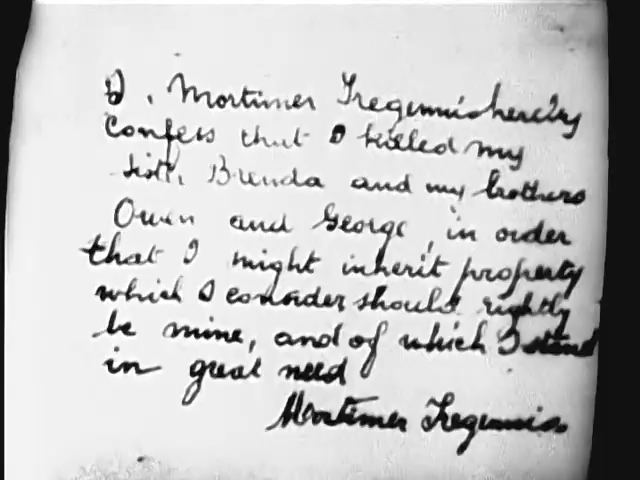 I, Mortimer Tregennis hereby
confess that I killed my
sister, Brenda and my brothers
Owen and George, in order
that I might inherit property
which I consider should rightly
be mine, and of which I stand
in great need
Mortimer Tregennis